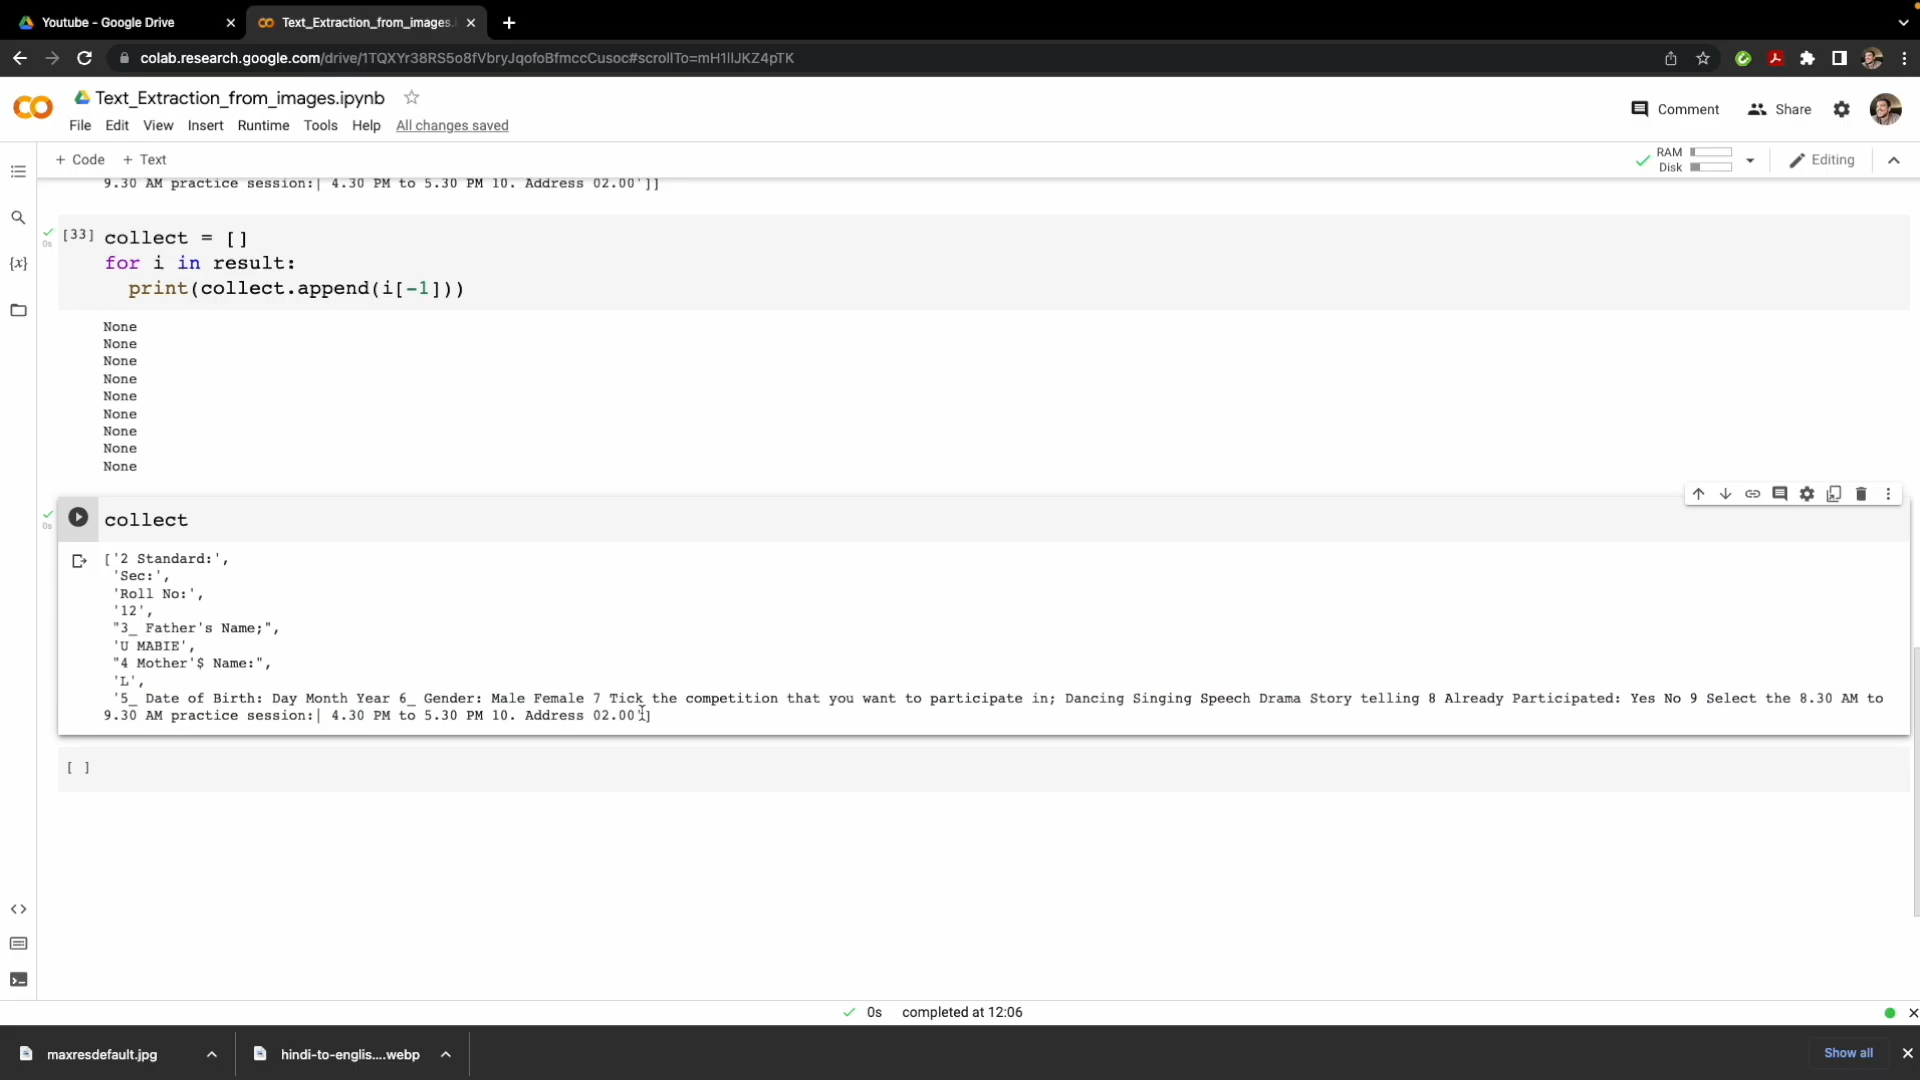 Youtube - Google Drive
Text_Extraction_from_images.
colab.research.google.com/drive/1TQXYr38RS5o8fVbryJqofoBfmccCusoc#scrollTo=mH1IlJKZ4pTK
Text_Extraction_from_images.ipynb
Comment Share
File Edit View Insert Runtime Tools Help All changes saved
+ Code + Text
RAM
Disk
Editing
9.30 AM practice session:| 4.30 PM to 5.30 PM 10. Address 02.00']]
[33] collect = []
0s
for i in result:
print(collect.append(i[-1]))
None
None
None
None
None
None
None
None
None
collect
0s
['2 Standard:',
'Sec:',
'Roll No:',
'12',
"3_ Father's Name;",
'U MABIE',
"4 Mother'$ Name:",
'L',
'5_ Date of Birth: Day Month Year 6_ Gender: Male Female 7 Tick the competition that you want to participate in; Dancing Singing Speech Drama Story telling 8 Already Participated: Yes No 9 Select the 8.30 AM to
9.30 AM practice session:| 4.30 PM to 5.30 PM 10. Address 02.00']
[ ]
0s completed at 12:06
maxresdefault.jpg
hindi-to-englis....webp
Show all